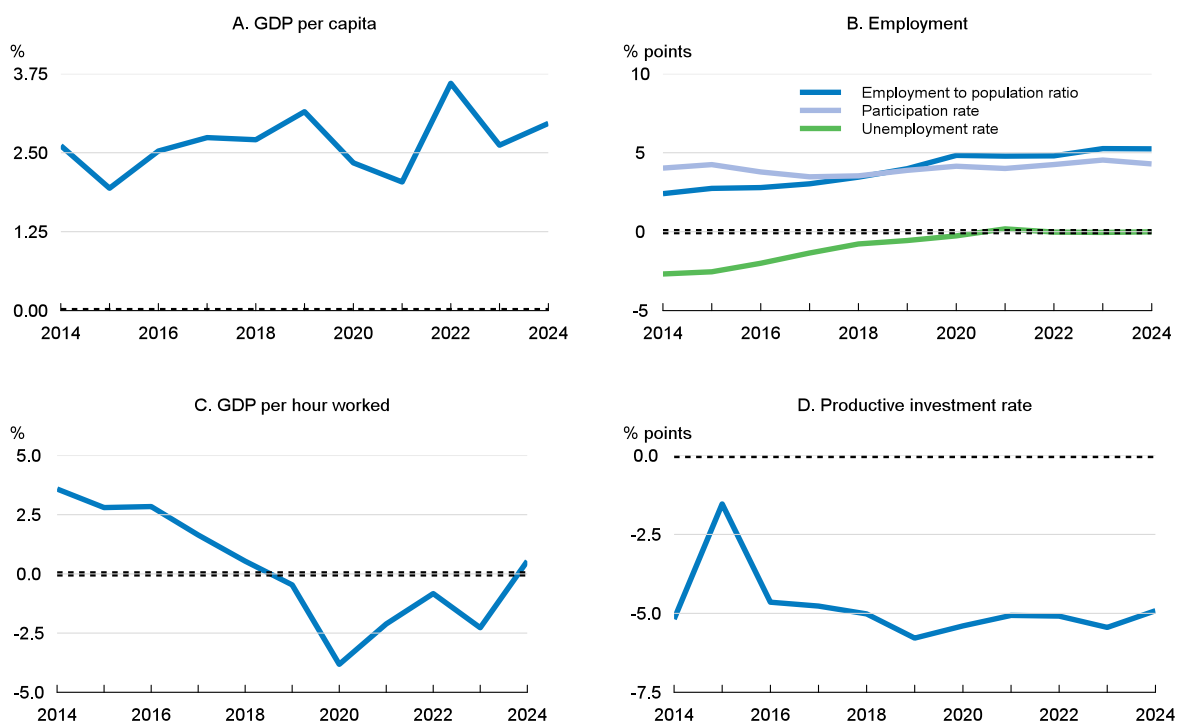 A. GDP per capita
%
3.75
2.50
1.25
0.00
2014 2016 2018 2020 2022 2024
B. Employment
% points
10
5
0
-5
Employment to population ratio
Participation rate
Unemployment rate
2014 2016 2018 2020 2022 2024
C. GDP per hour worked
%
5.0
2.5
0.0
-2.5
-5.0
2014 2016 2018 2020 2022 2024
D. Productive investment rate
% points
0.0
-2.5
-5.0
-7.5
2014 2016 2018 2020 2022 2024